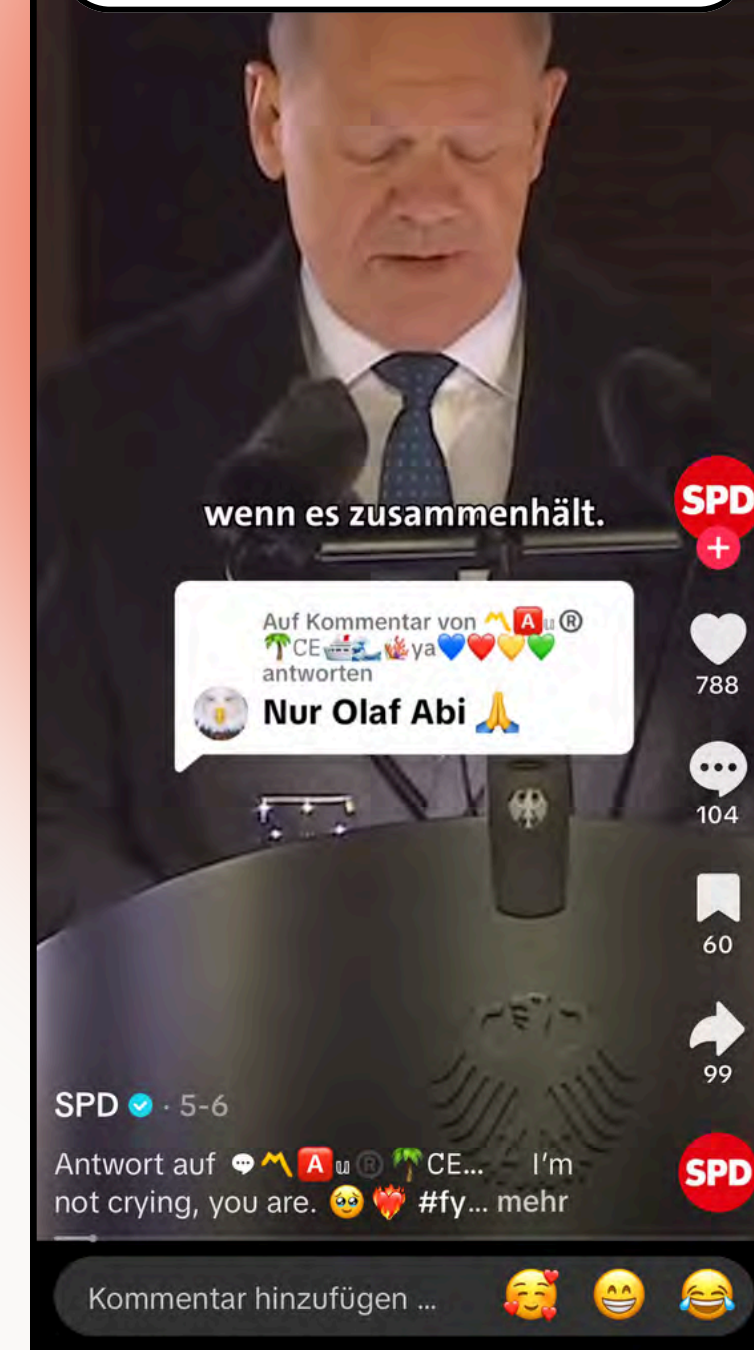 wenn es zusammenhält.
SPD
Auf Kommentar von 〽️🅰️u®️
🌴CE🛥️🌊🪸ya💙❤️💛💚
antworten
Nur Olaf Abi 🙏
788
104
60
99
SPD · 5-6
Antwort auf 💬〽️🅰️u®️🌴CE... I'm
not crying, you are. 🥹❤️‍🔥 #fy... mehr
SPD
Kommentar hinzufügen ... 🥰 😁 😂